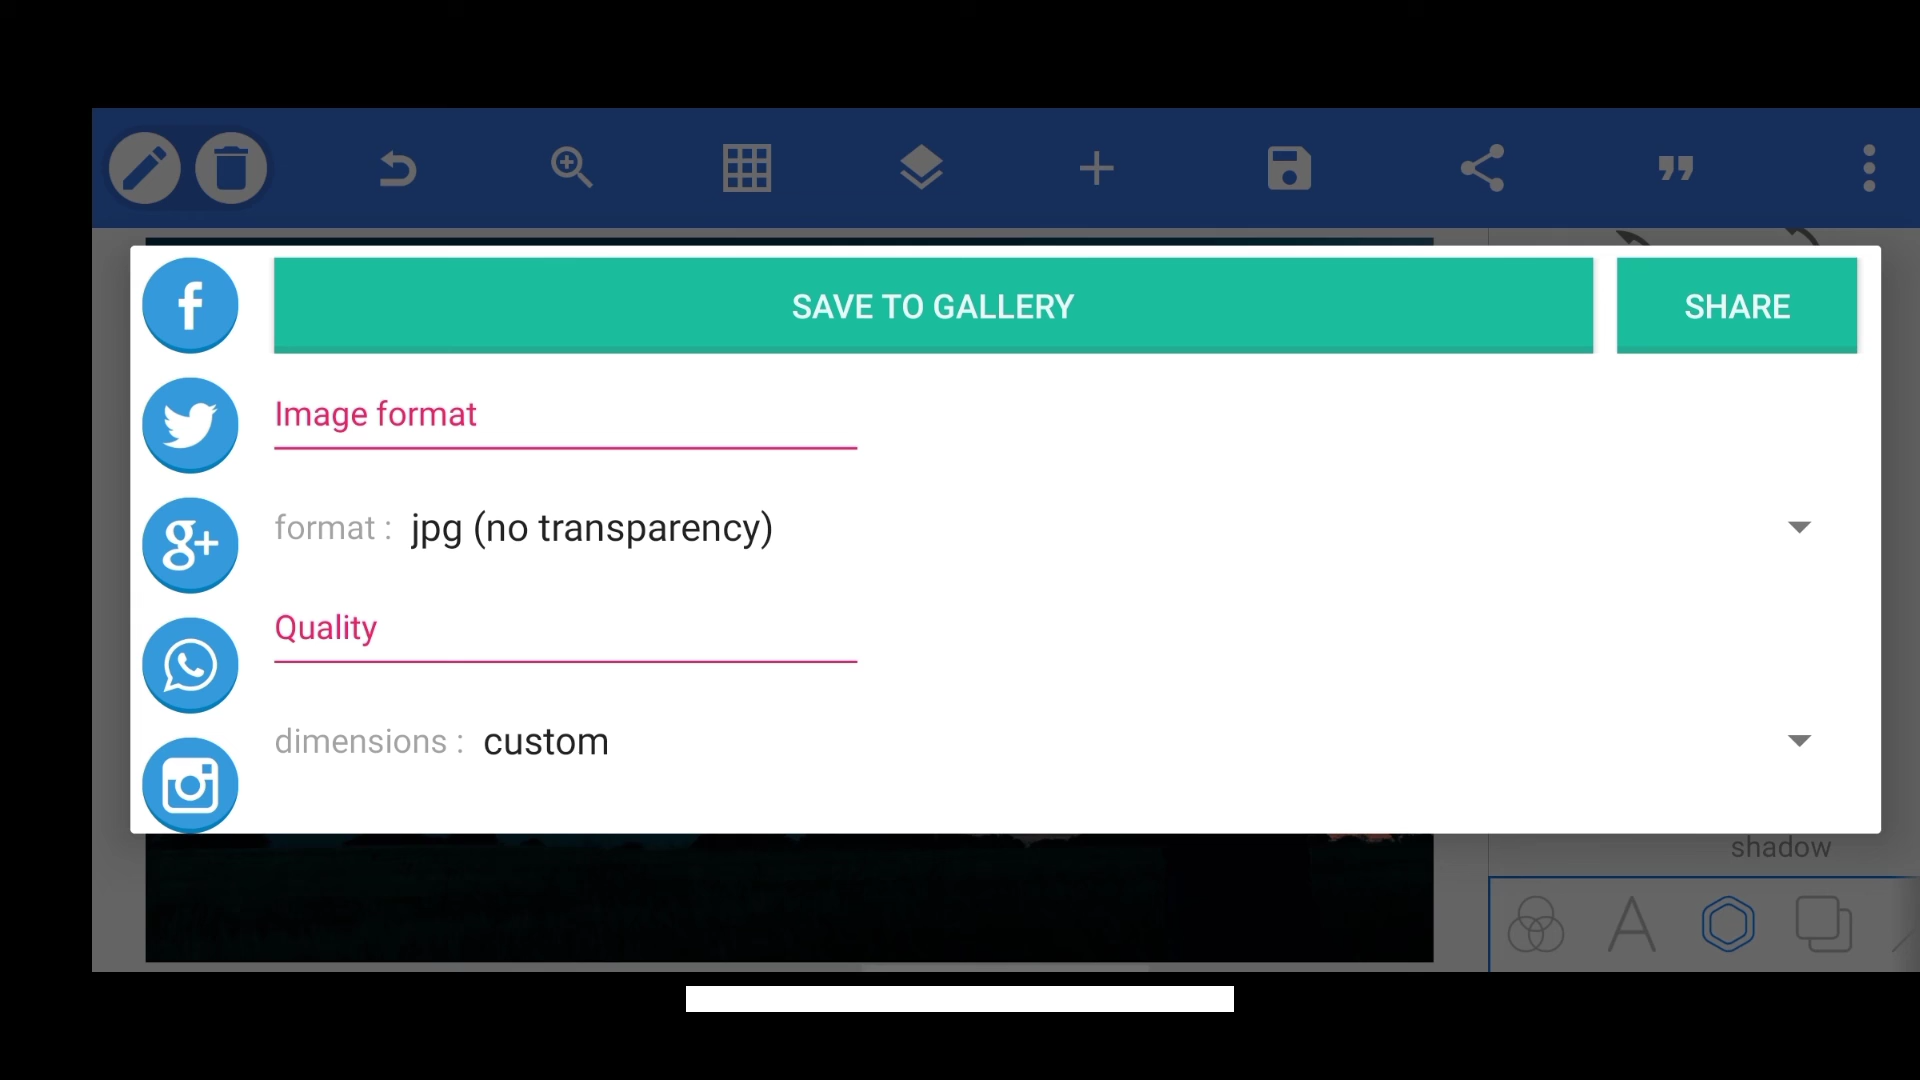 SAVE TO GALLERY
SHARE
Image format
format : jpg (no transparency)
Quality
dimensions : custom
shadow